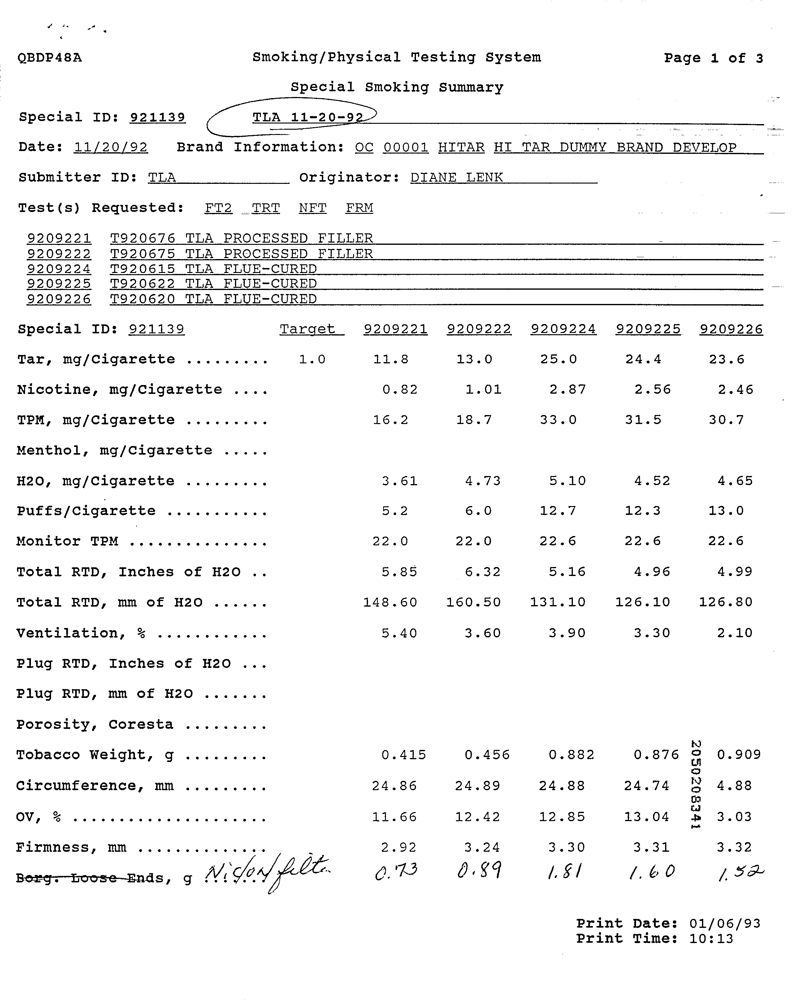 QBDP48A Smoking/Physical Testing System Page 1 of 3
Special Smoking Summary
Special ID: 921139 TLA 11-20-92
Date: 11/20/92 Brand Information: OC 00001 HITAR HI TAR DUMMY BRAND DEVELOP
Submitter ID: TLA Originator: DIANE LENK
Test(s) Requested: FT2 TRT NFT FRM
9209221 T920676 TLA PROCESSED FILLER
9209222 T920675 TLA PROCESSED FILLER
9209224 T920615 TLA FLUE-CURED
9209225 T920622 TLA FLUE-CURED
9209226 T920620 TLA FLUE-CURED
Special ID: 921139 Target 9209221 9209222 9209224 9209225 9209226
Tar, mg/Cigarette ......... 1.0 11.8 13.0 25.0 24.4 23.6
Nicotine, mg/Cigarette .... 0.82 1.01 2.87 2.56 2.46
TPM, mg/Cigarette ......... 16.2 18.7 33.0 31.5 30.7
Menthol, mg/Cigarette .....
H2O, mg/Cigarette ......... 3.61 4.73 5.10 4.52 4.65
Puffs/Cigarette ........... 5.2 6.0 12.7 12.3 13.0
Monitor TPM ............... 22.0 22.0 22.6 22.6 22.6
Total RTD, Inches of H2O .. 5.85 6.32 5.16 4.96 4.99
Total RTD, mm of H2O ...... 148.60 160.50 131.10 126.10 126.80
Ventilation, % ............ 5.40 3.60 3.90 3.30 2.10
Plug RTD, Inches of H2O ...
Plug RTD, mm of H2O .......
Porosity, Coresta .........
Tobacco Weight, g ......... 0.415 0.456 0.882 0.876 0.909
Circumference, mm ......... 24.86 24.89 24.88 24.74 4.88
OV, % ..................... 11.66 12.42 12.85 13.04 3.03
Firmness, mm .............. 2.92 3.24 3.30 3.31 3.32
Borg. Loose Ends, g 0.73 0.89 1.81 1.60 1.52
2050208341
Print Date: 01/06/93
Print Time: 10:13